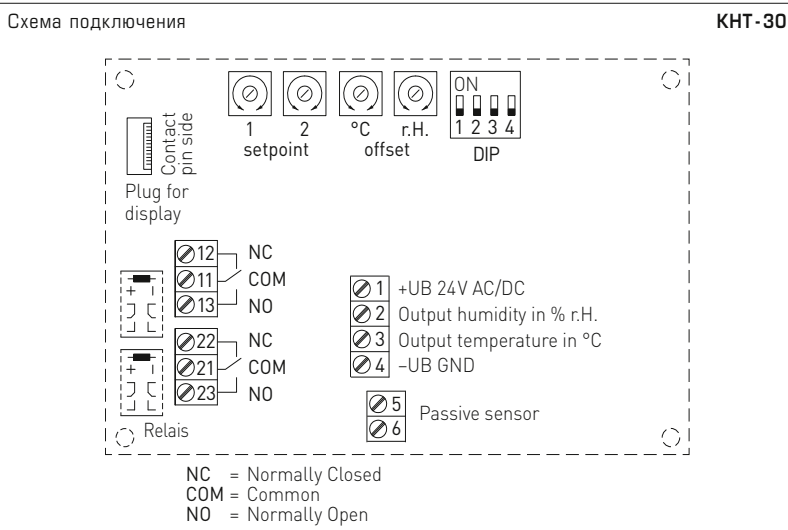 Схема подключения KHT-30
ON
1 2 3 4
DIP
1 2 °C r.H.
setpoint offset
Contact
pin side
Plug for
display
12 NC
11 COM
13 NO
22 NC
21 COM
23 NO
+ –
+ –
Relais
1 +UB 24V AC/DC
2 Output humidity in % r.H.
3 Output temperature in °C
4 –UB GND
5
6
Passive sensor
NC = Normally Closed
COM = Common
NO = Normally Open